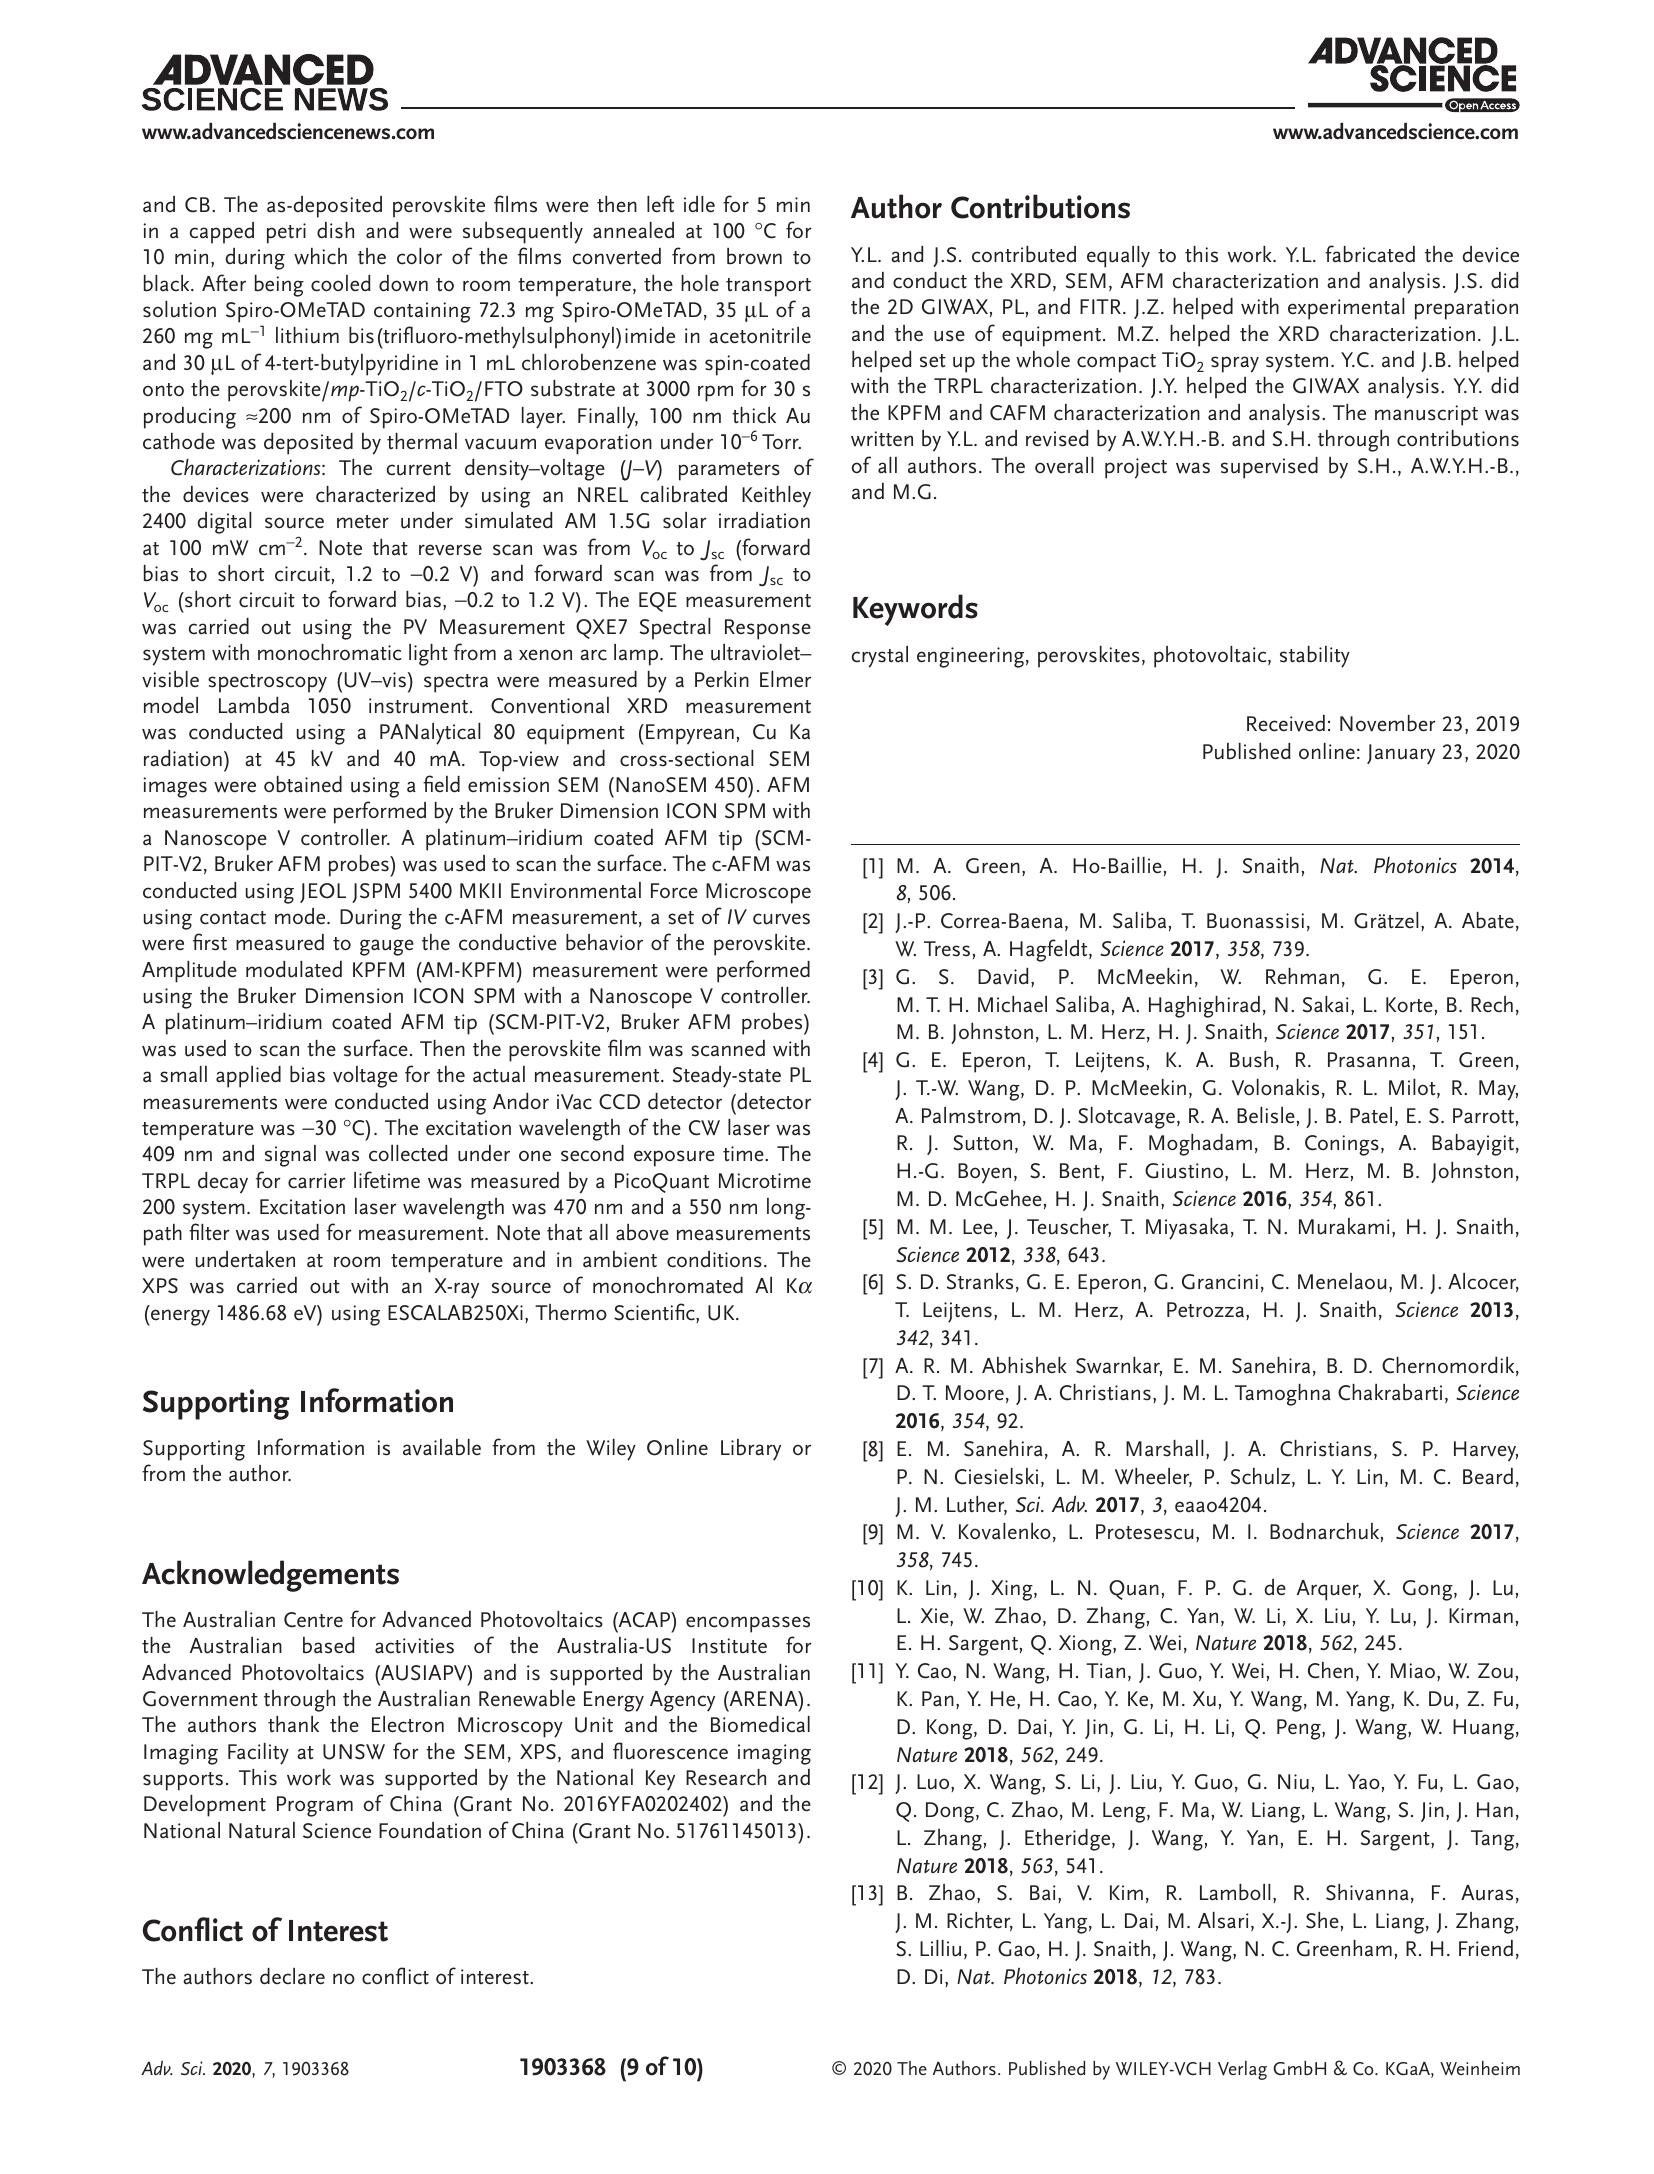 ADVANCED
SCIENCE NEWS
www.advancedsciencenews.com
ADVANCED
SCIENCE
Open Access
www.advancedscience.com
and CB. The as-deposited perovskite films were then left idle for 5 min
in a capped petri dish and were subsequently annealed at 100 °C for
10 min, during which the color of the films converted from brown to
black. After being cooled down to room temperature, the hole transport
solution Spiro-OMeTAD containing 72.3 mg Spiro-OMeTAD, 35 µL of a
260 mg mL⁻¹ lithium bis(trifluoro-methylsulphonyl)imide in acetonitrile
and 30 µL of 4-tert-butylpyridine in 1 mL chlorobenzene was spin-coated
onto the perovskite/mp-TiO₂/c-TiO₂/FTO substrate at 3000 rpm for 30 s
producing ≈200 nm of Spiro-OMeTAD layer. Finally, 100 nm thick Au
cathode was deposited by thermal vacuum evaporation under 10⁻⁶ Torr.
Characterizations: The current density–voltage (J–V) parameters of
the devices were characterized by using an NREL calibrated Keithley
2400 digital source meter under simulated AM 1.5G solar irradiation
at 100 mW cm⁻². Note that reverse scan was from Voc to Jsc (forward
bias to short circuit, 1.2 to −0.2 V) and forward scan was from Jsc to
Voc (short circuit to forward bias, −0.2 to 1.2 V). The EQE measurement
was carried out using the PV Measurement QXE7 Spectral Response
system with monochromatic light from a xenon arc lamp. The ultraviolet–
visible spectroscopy (UV–vis) spectra were measured by a Perkin Elmer
model Lambda 1050 instrument. Conventional XRD measurement
was conducted using a PANalytical 80 equipment (Empyrean, Cu Ka
radiation) at 45 kV and 40 mA. Top-view and cross-sectional SEM
images were obtained using a field emission SEM (NanoSEM 450). AFM
measurements were performed by the Bruker Dimension ICON SPM with
a Nanoscope V controller. A platinum–iridium coated AFM tip (SCM-
PIT-V2, Bruker AFM probes) was used to scan the surface. The c-AFM was
conducted using JEOL JSPM 5400 MKII Environmental Force Microscope
using contact mode. During the c-AFM measurement, a set of IV curves
were first measured to gauge the conductive behavior of the perovskite.
Amplitude modulated KPFM (AM-KPFM) measurement were performed
using the Bruker Dimension ICON SPM with a Nanoscope V controller.
A platinum–iridium coated AFM tip (SCM-PIT-V2, Bruker AFM probes)
was used to scan the surface. Then the perovskite film was scanned with
a small applied bias voltage for the actual measurement. Steady-state PL
measurements were conducted using Andor iVac CCD detector (detector
temperature was −30 °C). The excitation wavelength of the CW laser was
409 nm and signal was collected under one second exposure time. The
TRPL decay for carrier lifetime was measured by a PicoQuant Microtime
200 system. Excitation laser wavelength was 470 nm and a 550 nm long-
path filter was used for measurement. Note that all above measurements
were undertaken at room temperature and in ambient conditions. The
XPS was carried out with an X-ray source of monochromated Al Kα
(energy 1486.68 eV) using ESCALAB250Xi, Thermo Scientific, UK.
Supporting Information
Supporting Information is available from the Wiley Online Library or
from the author.
Acknowledgements
The Australian Centre for Advanced Photovoltaics (ACAP) encompasses
the Australian based activities of the Australia-US Institute for
Advanced Photovoltaics (AUSIAPV) and is supported by the Australian
Government through the Australian Renewable Energy Agency (ARENA).
The authors thank the Electron Microscopy Unit and the Biomedical
Imaging Facility at UNSW for the SEM, XPS, and fluorescence imaging
supports. This work was supported by the National Key Research and
Development Program of China (Grant No. 2016YFA0202402) and the
National Natural Science Foundation of China (Grant No. 51761145013).
Conflict of Interest
The authors declare no conflict of interest.
Author Contributions
Y.L. and J.S. contributed equally to this work. Y.L. fabricated the device
and conduct the XRD, SEM, AFM characterization and analysis. J.S. did
the 2D GIWAX, PL, and FITR. J.Z. helped with experimental preparation
and the use of equipment. M.Z. helped the XRD characterization. J.L.
helped set up the whole compact TiO₂ spray system. Y.C. and J.B. helped
with the TRPL characterization. J.Y. helped the GIWAX analysis. Y.Y. did
the KPFM and CAFM characterization and analysis. The manuscript was
written by Y.L. and revised by A.W.Y.H.-B. and S.H. through contributions
of all authors. The overall project was supervised by S.H., A.W.Y.H.-B.,
and M.G.
Keywords
crystal engineering, perovskites, photovoltaic, stability
Received: November 23, 2019
Published online: January 23, 2020
[1] M. A. Green, A. Ho-Baillie, H. J. Snaith, Nat. Photonics 2014,
8, 506.
[2] J.-P. Correa-Baena, M. Saliba, T. Buonassisi, M. Grätzel, A. Abate,
W. Tress, A. Hagfeldt, Science 2017, 358, 739.
[3] G. S. David, P. McMeekin, W. Rehman, G. E. Eperon,
M. T. H. Michael Saliba, A. Haghighirad, N. Sakai, L. Korte, B. Rech,
M. B. Johnston, L. M. Herz, H. J. Snaith, Science 2017, 351, 151.
[4] G. E. Eperon, T. Leijtens, K. A. Bush, R. Prasanna, T. Green,
J. T.-W. Wang, D. P. McMeekin, G. Volonakis, R. L. Milot, R. May,
A. Palmstrom, D. J. Slotcavage, R. A. Belisle, J. B. Patel, E. S. Parrott,
R. J. Sutton, W. Ma, F. Moghadam, B. Conings, A. Babayigit,
H.-G. Boyen, S. Bent, F. Giustino, L. M. Herz, M. B. Johnston,
M. D. McGehee, H. J. Snaith, Science 2016, 354, 861.
[5] M. M. Lee, J. Teuscher, T. Miyasaka, T. N. Murakami, H. J. Snaith,
Science 2012, 338, 643.
[6] S. D. Stranks, G. E. Eperon, G. Grancini, C. Menelaou, M. J. Alcocer,
T. Leijtens, L. M. Herz, A. Petrozza, H. J. Snaith, Science 2013,
342, 341.
[7] A. R. M. Abhishek Swarnkar, E. M. Sanehira, B. D. Chernomordik,
D. T. Moore, J. A. Christians, J. M. L. Tamoghna Chakrabarti, Science
2016, 354, 92.
[8] E. M. Sanehira, A. R. Marshall, J. A. Christians, S. P. Harvey,
P. N. Ciesielski, L. M. Wheeler, P. Schulz, L. Y. Lin, M. C. Beard,
J. M. Luther, Sci. Adv. 2017, 3, eaao4204.
[9] M. V. Kovalenko, L. Protesescu, M. I. Bodnarchuk, Science 2017,
358, 745.
[10] K. Lin, J. Xing, L. N. Quan, F. P. G. de Arquer, X. Gong, J. Lu,
L. Xie, W. Zhao, D. Zhang, C. Yan, W. Li, X. Liu, Y. Lu, J. Kirman,
E. H. Sargent, Q. Xiong, Z. Wei, Nature 2018, 562, 245.
[11] Y. Cao, N. Wang, H. Tian, J. Guo, Y. Wei, H. Chen, Y. Miao, W. Zou,
K. Pan, Y. He, H. Cao, Y. Ke, M. Xu, Y. Wang, M. Yang, K. Du, Z. Fu,
D. Kong, D. Dai, Y. Jin, G. Li, H. Li, Q. Peng, J. Wang, W. Huang,
Nature 2018, 562, 249.
[12] J. Luo, X. Wang, S. Li, J. Liu, Y. Guo, G. Niu, L. Yao, Y. Fu, L. Gao,
Q. Dong, C. Zhao, M. Leng, F. Ma, W. Liang, L. Wang, S. Jin, J. Han,
L. Zhang, J. Etheridge, J. Wang, Y. Yan, E. H. Sargent, J. Tang,
Nature 2018, 563, 541.
[13] B. Zhao, S. Bai, V. Kim, R. Lamboll, R. Shivanna, F. Auras,
J. M. Richter, L. Yang, L. Dai, M. Alsari, X.-J. She, L. Liang, J. Zhang,
S. Lilliu, P. Gao, H. J. Snaith, J. Wang, N. C. Greenham, R. H. Friend,
D. Di, Nat. Photonics 2018, 12, 783.
Adv. Sci. 2020, 7, 1903368
1903368 (9 of 10)
© 2020 The Authors. Published by WILEY-VCH Verlag GmbH & Co. KGaA, Weinheim